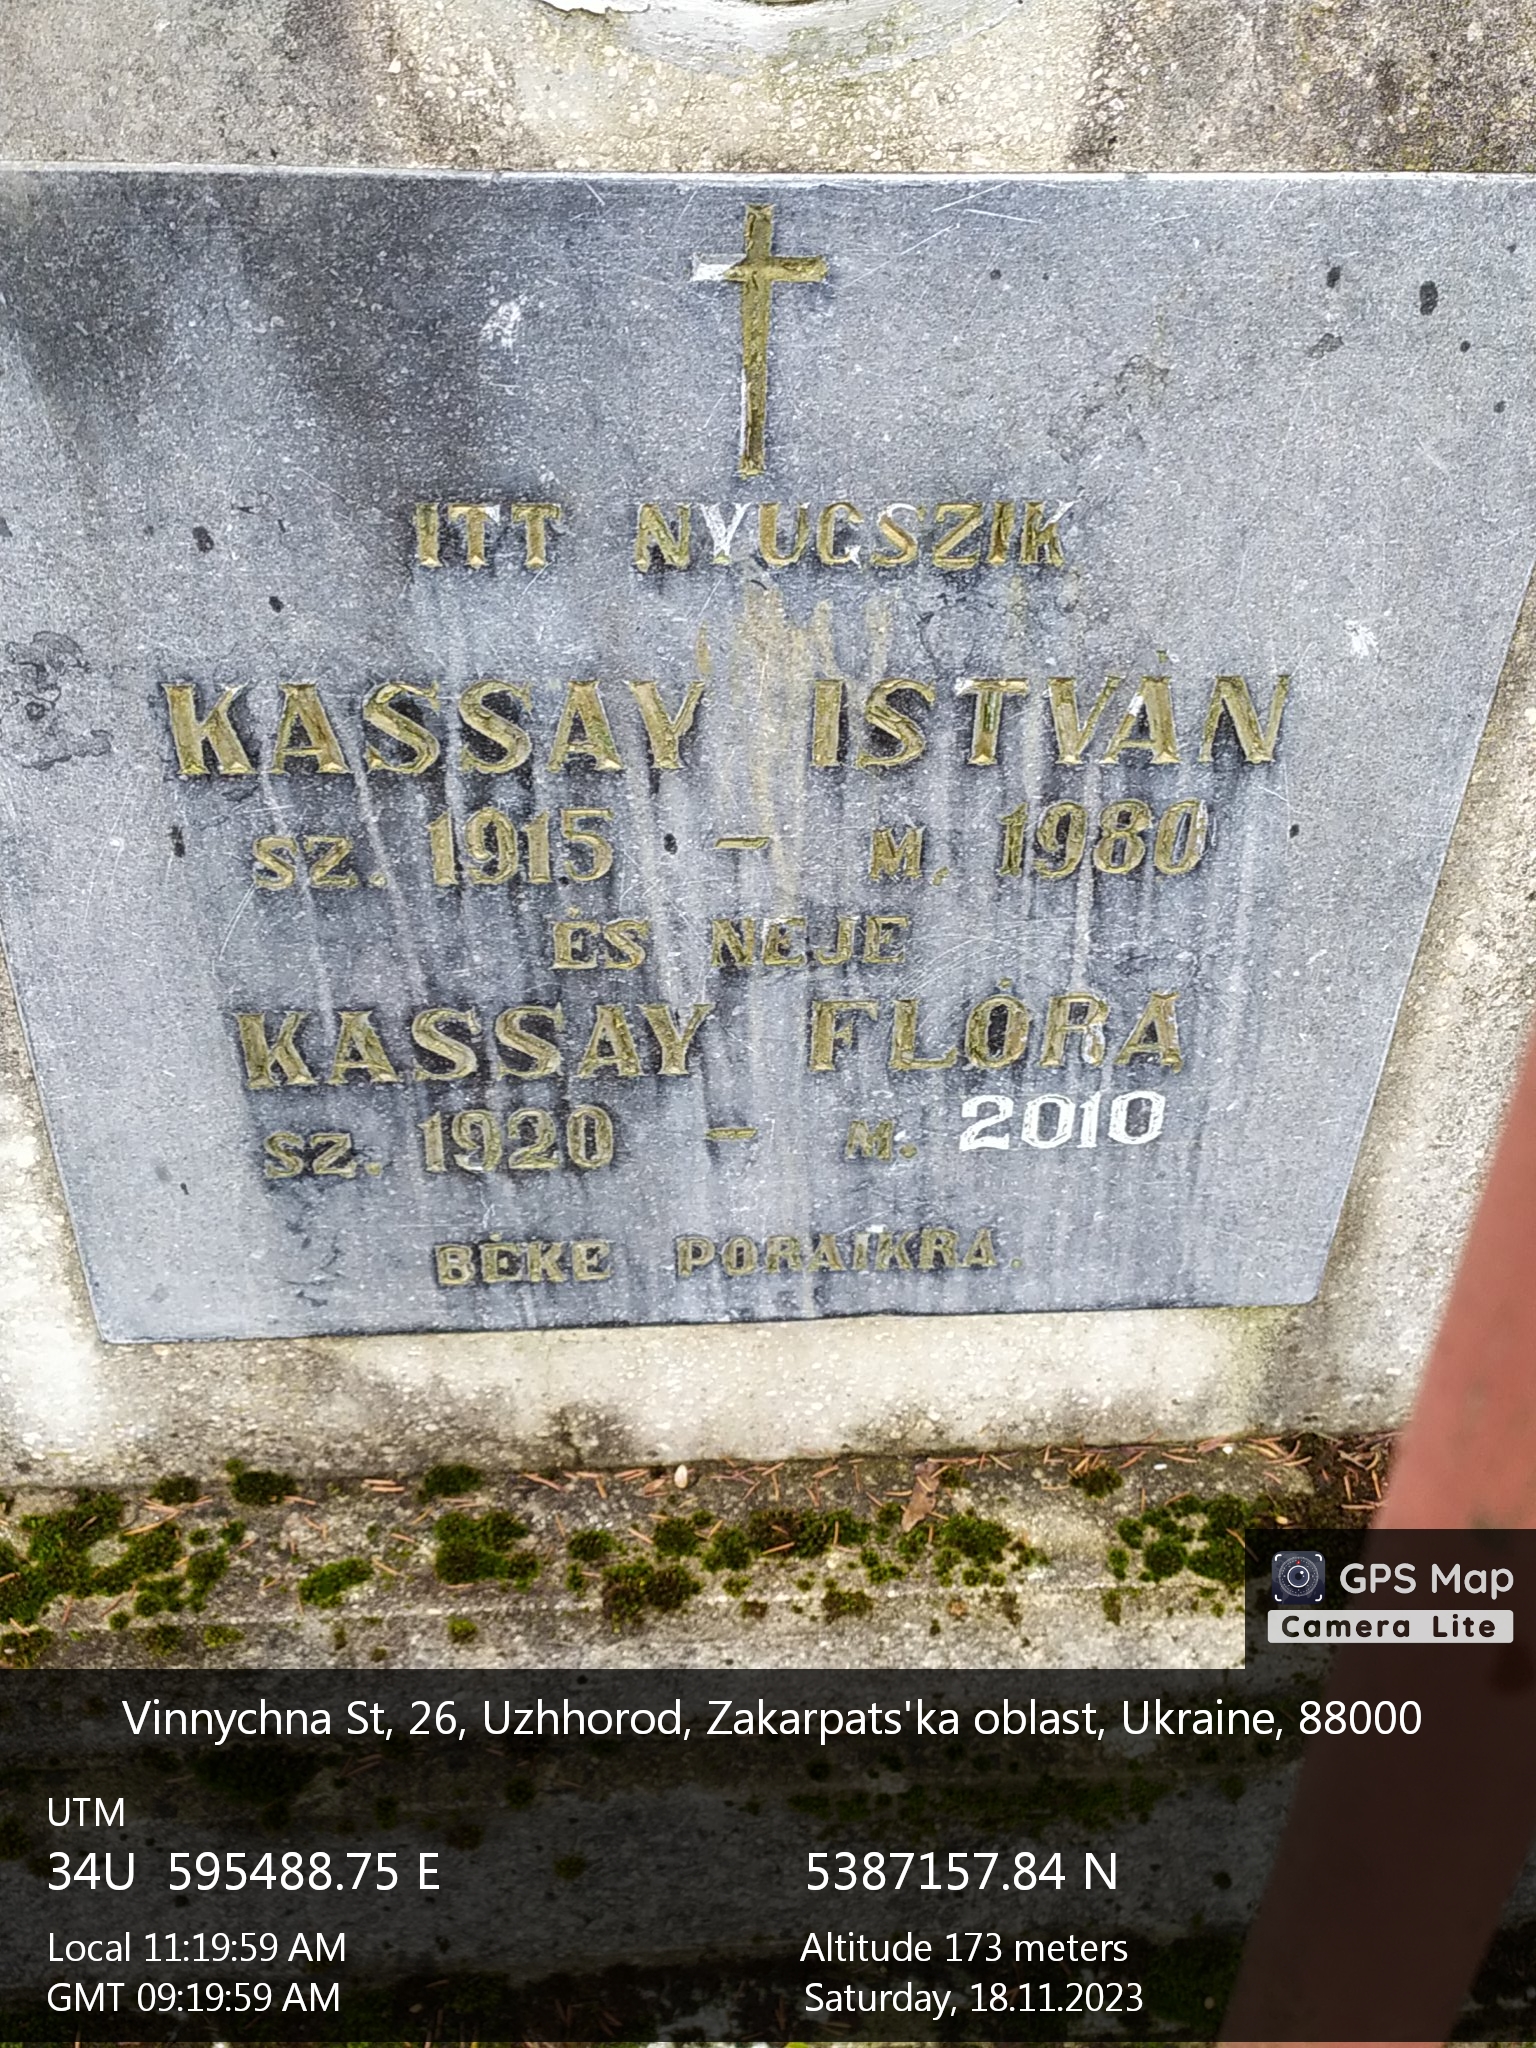 ITT NYUCSZIK
KASSAY ISTVÁN
SZ. 1915 – M. 1980
ÉS NEJE
KASSAY FLÓRA
SZ. 1920 – M. 2010
BÉKE PORAIKRA.
GPS Map
Camera Lite
Vinnychna St, 26, Uzhhorod, Zakarpats'ka oblast, Ukraine, 88000
UTM
34U 595488.75 E 5387157.84 N
Local 11:19:59 AM Altitude 173 meters
GMT 09:19:59 AM Saturday, 18.11.2023